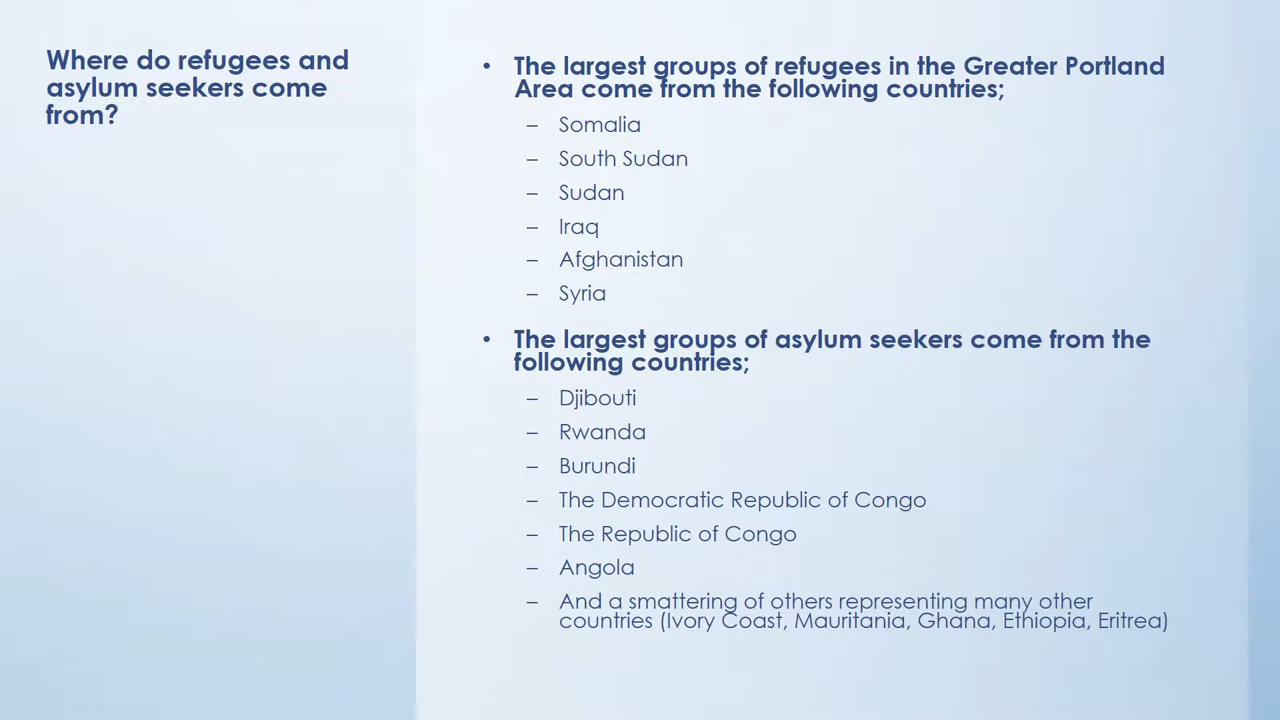 Where do refugees and
asylum seekers come
from?
• The largest groups of refugees in the Greater Portland
Area come from the following countries;
– Somalia
– South Sudan
– Sudan
– Iraq
– Afghanistan
– Syria
• The largest groups of asylum seekers come from the
following countries;
– Djibouti
– Rwanda
– Burundi
– The Democratic Republic of Congo
– The Republic of Congo
– Angola
– And a smattering of others representing many other
countries (Ivory Coast, Mauritania, Ghana, Ethiopia, Eritrea)